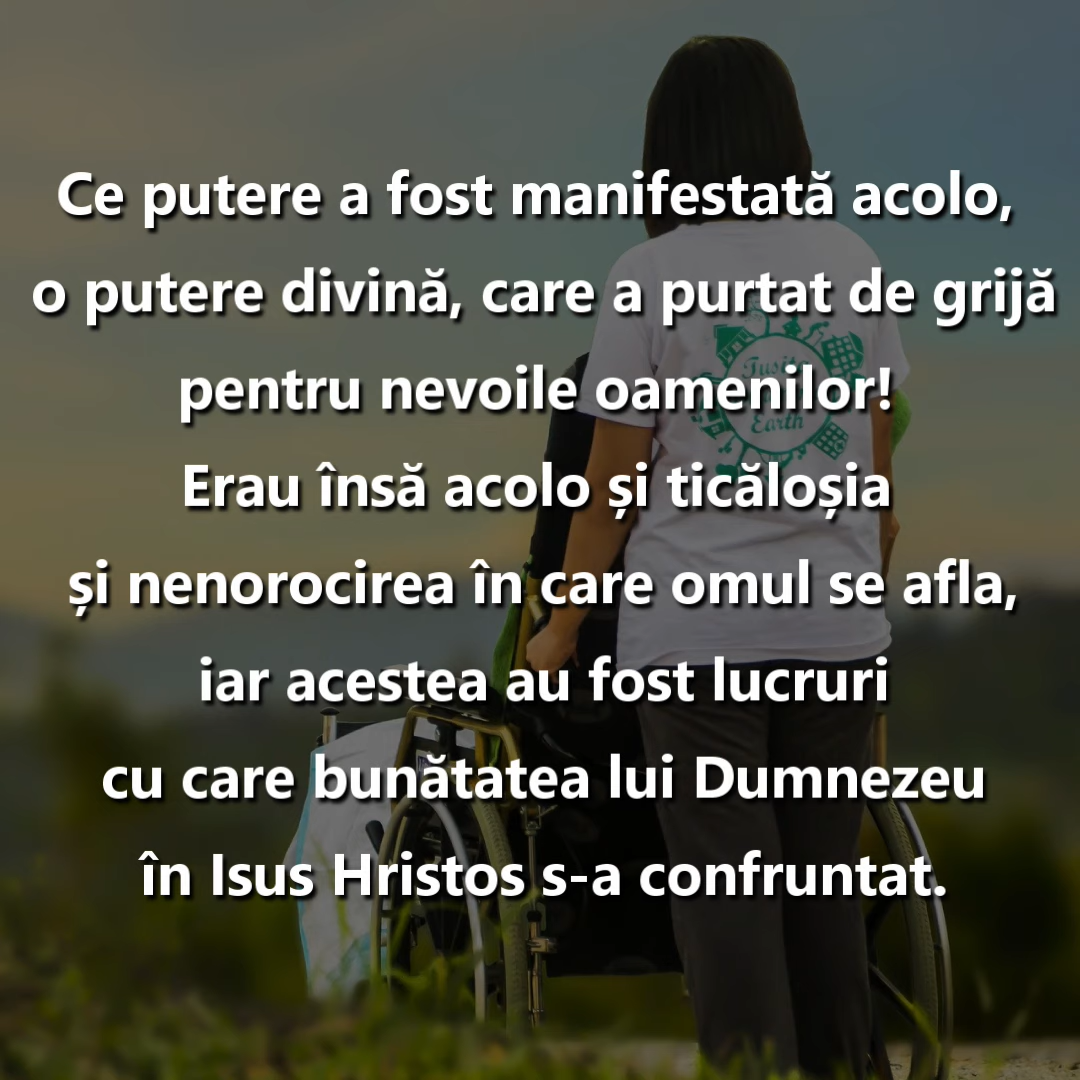 Ce putere a fost manifestată acolo,
o putere divină, care a purtat de grijă
pentru nevoile oamenilor!
Erau însă acolo și ticăloșia
și nenorocirea în care omul se afla,
iar acestea au fost lucruri
cu care bunătatea lui Dumnezeu
în Isus Hristos s-a confruntat.
Earth